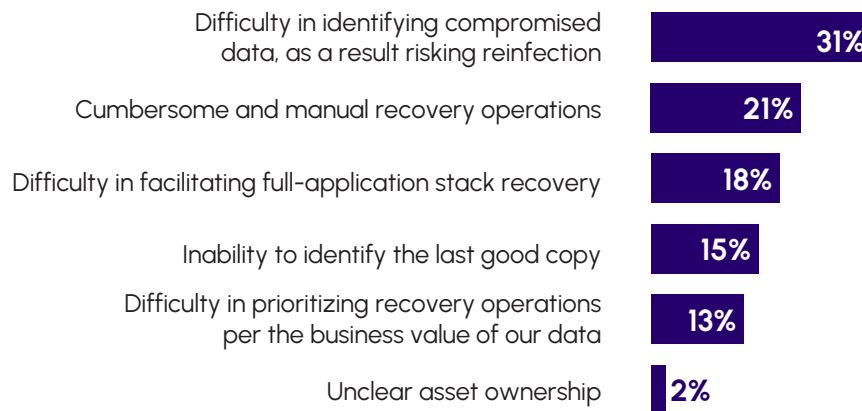 Difficulty in identifying compromised
data, as a result risking reinfection
31%
Cumbersome and manual recovery operations
21%
Difficulty in facilitating full-application stack recovery
18%
Inability to identify the last good copy
15%
Difficulty in prioritizing recovery operations
per the business value of our data
13%
Unclear asset ownership
2%